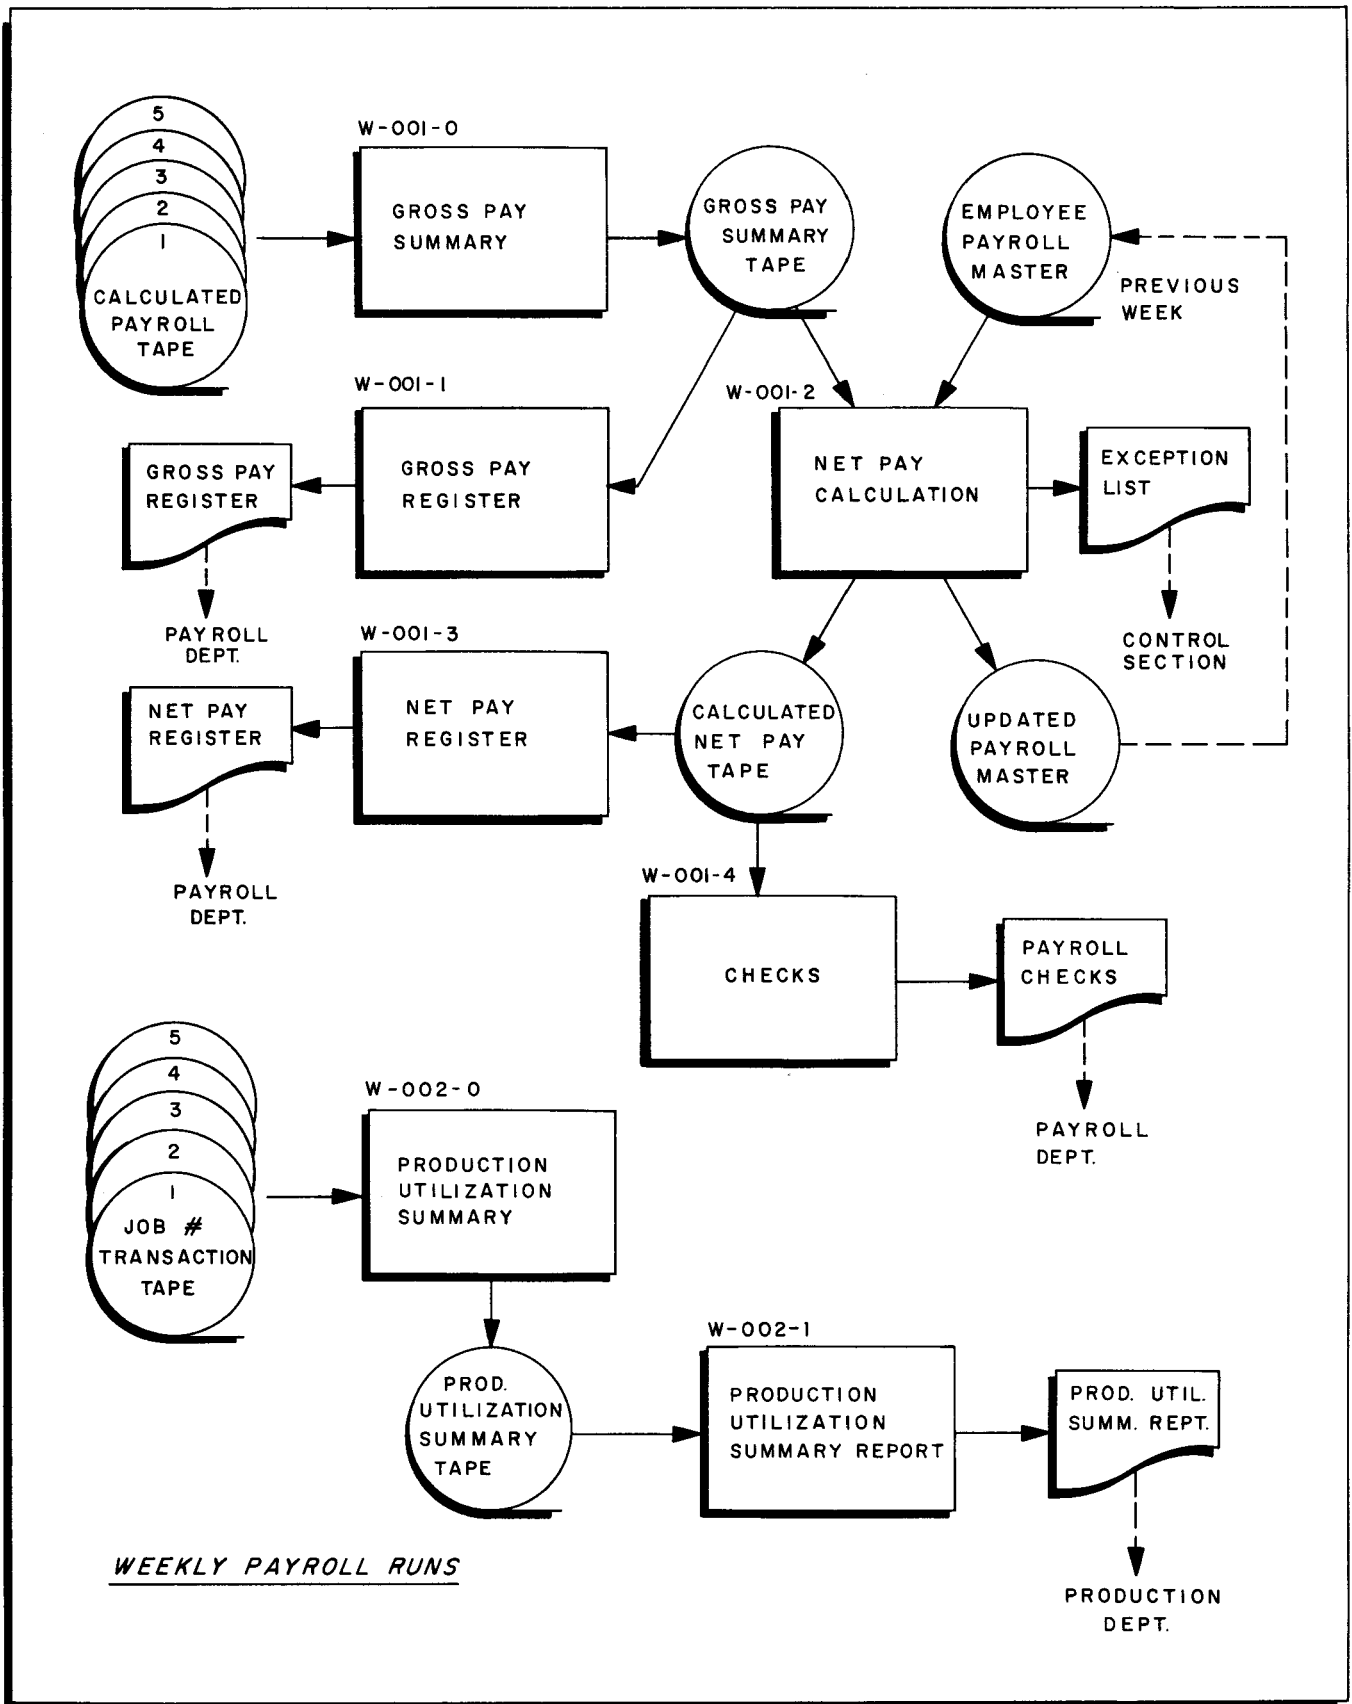 5
4
3
2
1
CALCULATED
PAYROLL
TAPE
W-001-0
GROSS PAY
SUMMARY
GROSS PAY
SUMMARY
TAPE
EMPLOYEE
PAYROLL
MASTER
PREVIOUS
WEEK
W-001-1
GROSS PAY
REGISTER
GROSS PAY
REGISTER
PAYROLL
DEPT.
W-001-2
NET PAY
CALCULATION
EXCEPTION
LIST
CONTROL
SECTION
W-001-3
NET PAY
REGISTER
NET PAY
REGISTER
PAYROLL
DEPT.
CALCULATED
NET PAY
TAPE
UPDATED
PAYROLL
MASTER
W-001-4
CHECKS
PAYROLL
CHECKS
PAYROLL
DEPT.
5
4
3
2
1
JOB #
TRANSACTION
TAPE
W-002-0
PRODUCTION
UTILIZATION
SUMMARY
PROD.
UTILIZATION
SUMMARY
TAPE
W-002-1
PRODUCTION
UTILIZATION
SUMMARY REPORT
PROD. UTIL.
SUMM. REPT.
PRODUCTION
DEPT.
WEEKLY PAYROLL RUNS